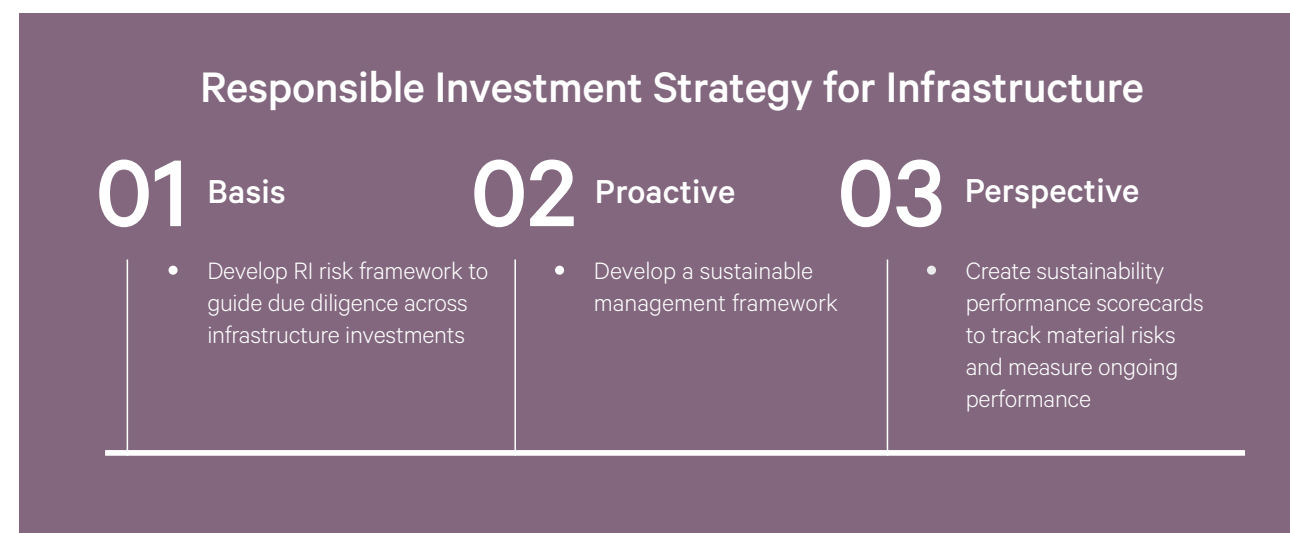 Responsible Investment Strategy for Infrastructure
01 Basis
• Develop RI risk framework to
guide due diligence across
infrastructure investments
02 Proactive
• Develop a sustainable
management framework
03 Perspective
• Create sustainability
performance scorecards
to track material risks
and measure ongoing
performance